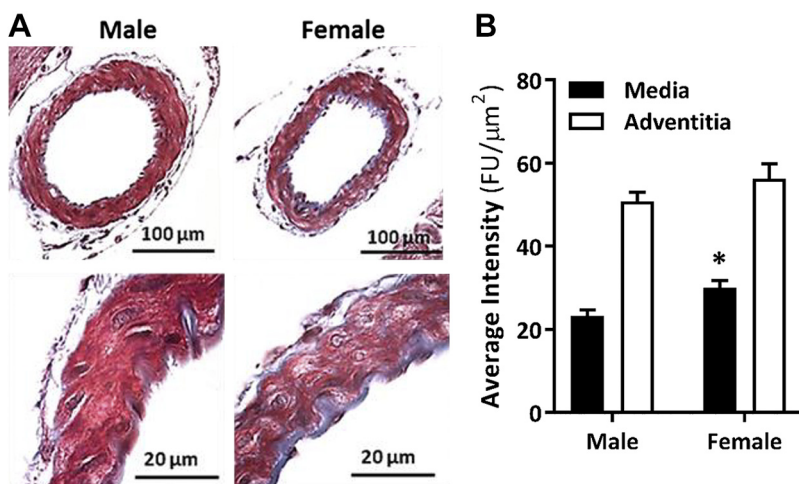 A
Male
Female
100 µm
100 µm
20 µm
20 µm
B
Average Intensity (FU/µm²)
80
60
40
20
0
Media
Adventitia
*
Male
Female